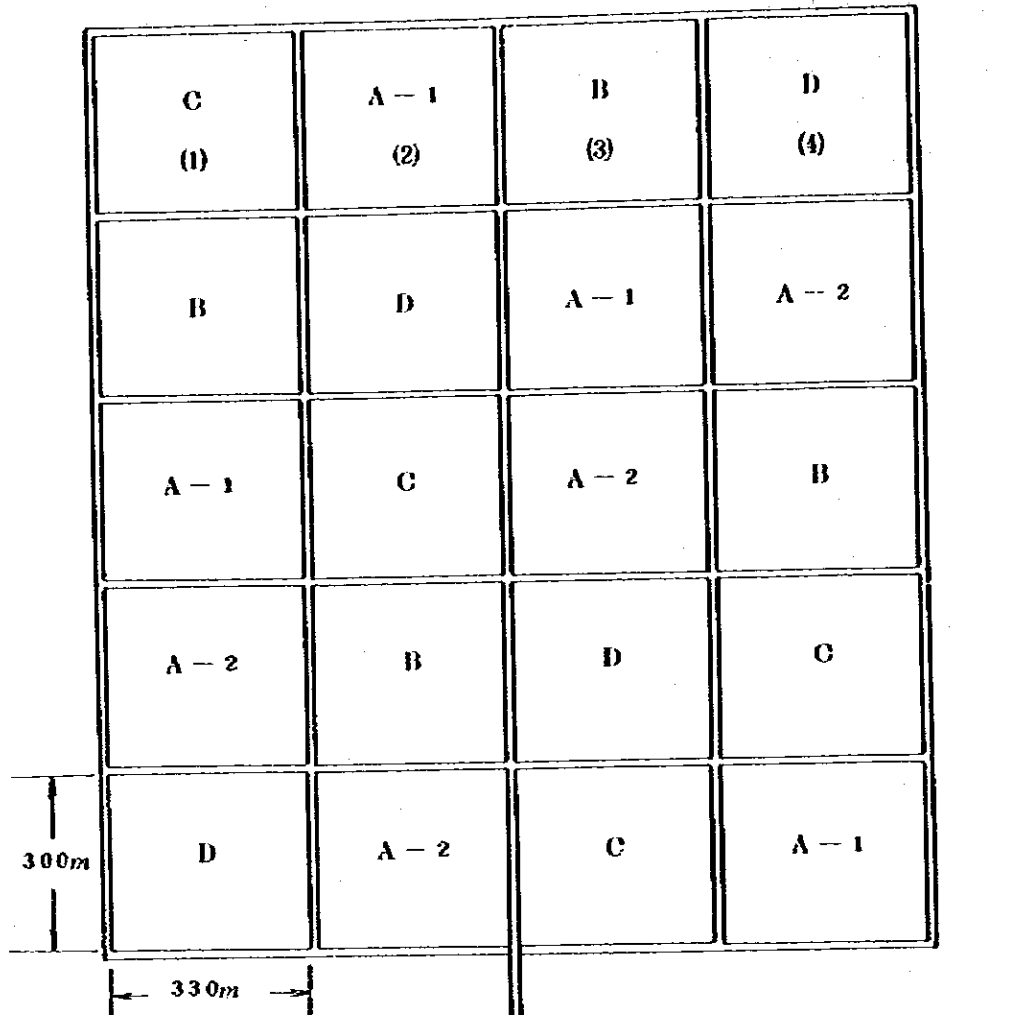 C A - 1 B D
(1) (2) (3) (4)
B D A - 1 A - 2
A - 1 C A - 2 B
A - 2 B D C
D A - 2 C A - 1
300m
330m